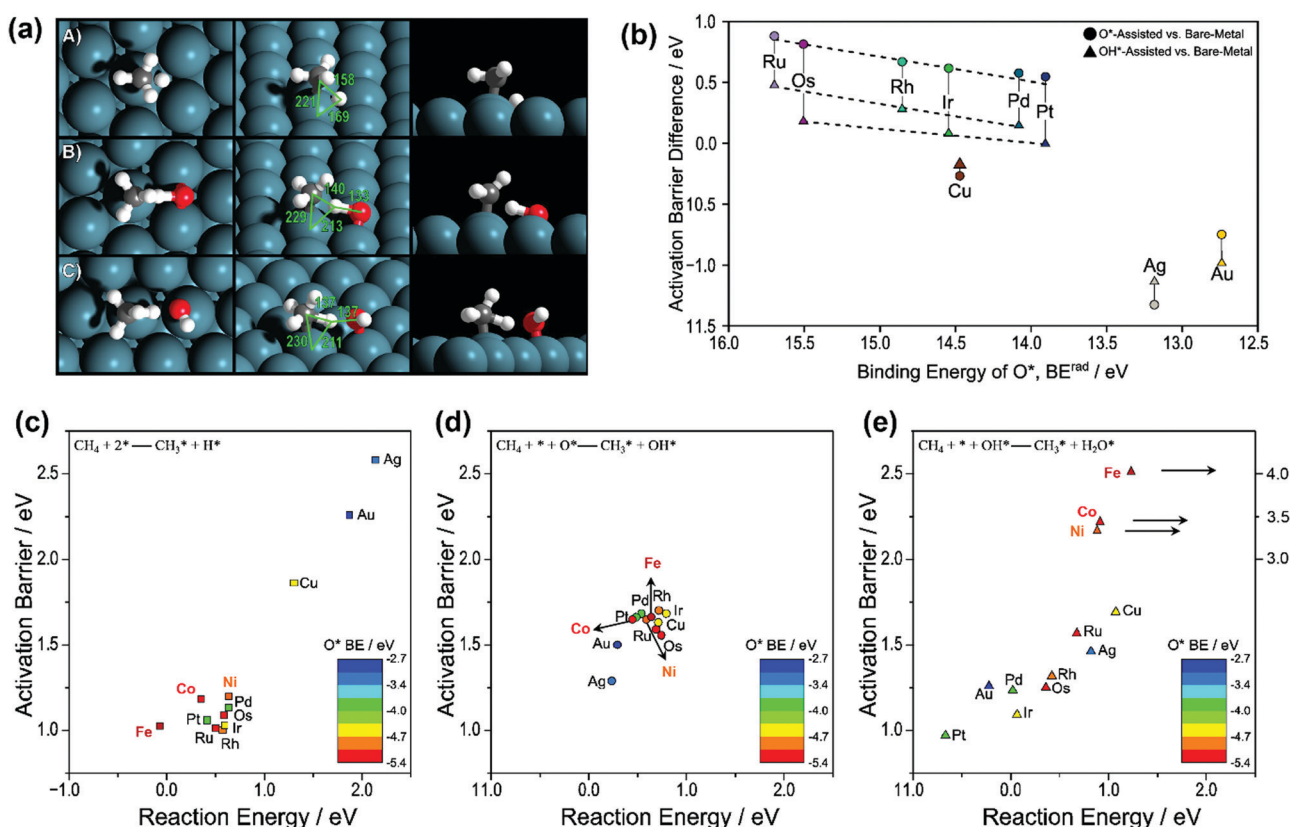 (a)
A)
158
221
169
B)
140
229
213
C)
137
137
230
211
(b)
Activation Barrier Difference / eV
1.0
0.5
0.0
10.5
−1.0
11.5
O*-Assisted vs. Bare-Metal
OH*-Assisted vs. Bare-Metal
Ru
Os
Rh
Ir
Pd
Pt
Cu
Ag
Au
16.0 15.5 15.0 14.5 14.0 13.5 13.0 12.5
Binding Energy of O*, BE^rad / eV
(c)
CH₄ + 2* — CH₃* + H*
Activation Barrier / eV
2.5
2.0
1.5
1.0
Ag
Au
Cu
Co
Ni
Pd
Pt
Os
Fe
Ir
Ru
Rh
O* BE / eV
-2.7
-3.4
-4.0
-4.7
-5.4
−1.0 0.0 1.0 2.0
Reaction Energy / eV
(d)
CH₄ + * + O* — CH₃* + OH*
Activation Barrier / eV
2.5
2.0
1.5
1.0
Fe
Pd
Rh
Pt
Ir
Co
Cu
Ru
Os
Au
Ni
Ag
O* BE / eV
-2.7
-3.4
-4.0
-4.7
-5.4
11.0 0.0 1.0 2.0
Reaction Energy / eV
(e)
CH₄ + * + OH* — CH₃* + H₂O*
Activation Barrier / eV
2.5
2.0
1.5
1.0
4.0
3.5
3.0
Fe
Co
Ni
Cu
Ru
Ag
Rh
Pd
Au
Os
Ir
Pt
O* BE / eV
-2.7
-3.4
-4.0
-4.7
-5.4
11.0 0.0 1.0 2.0
Reaction Energy / eV